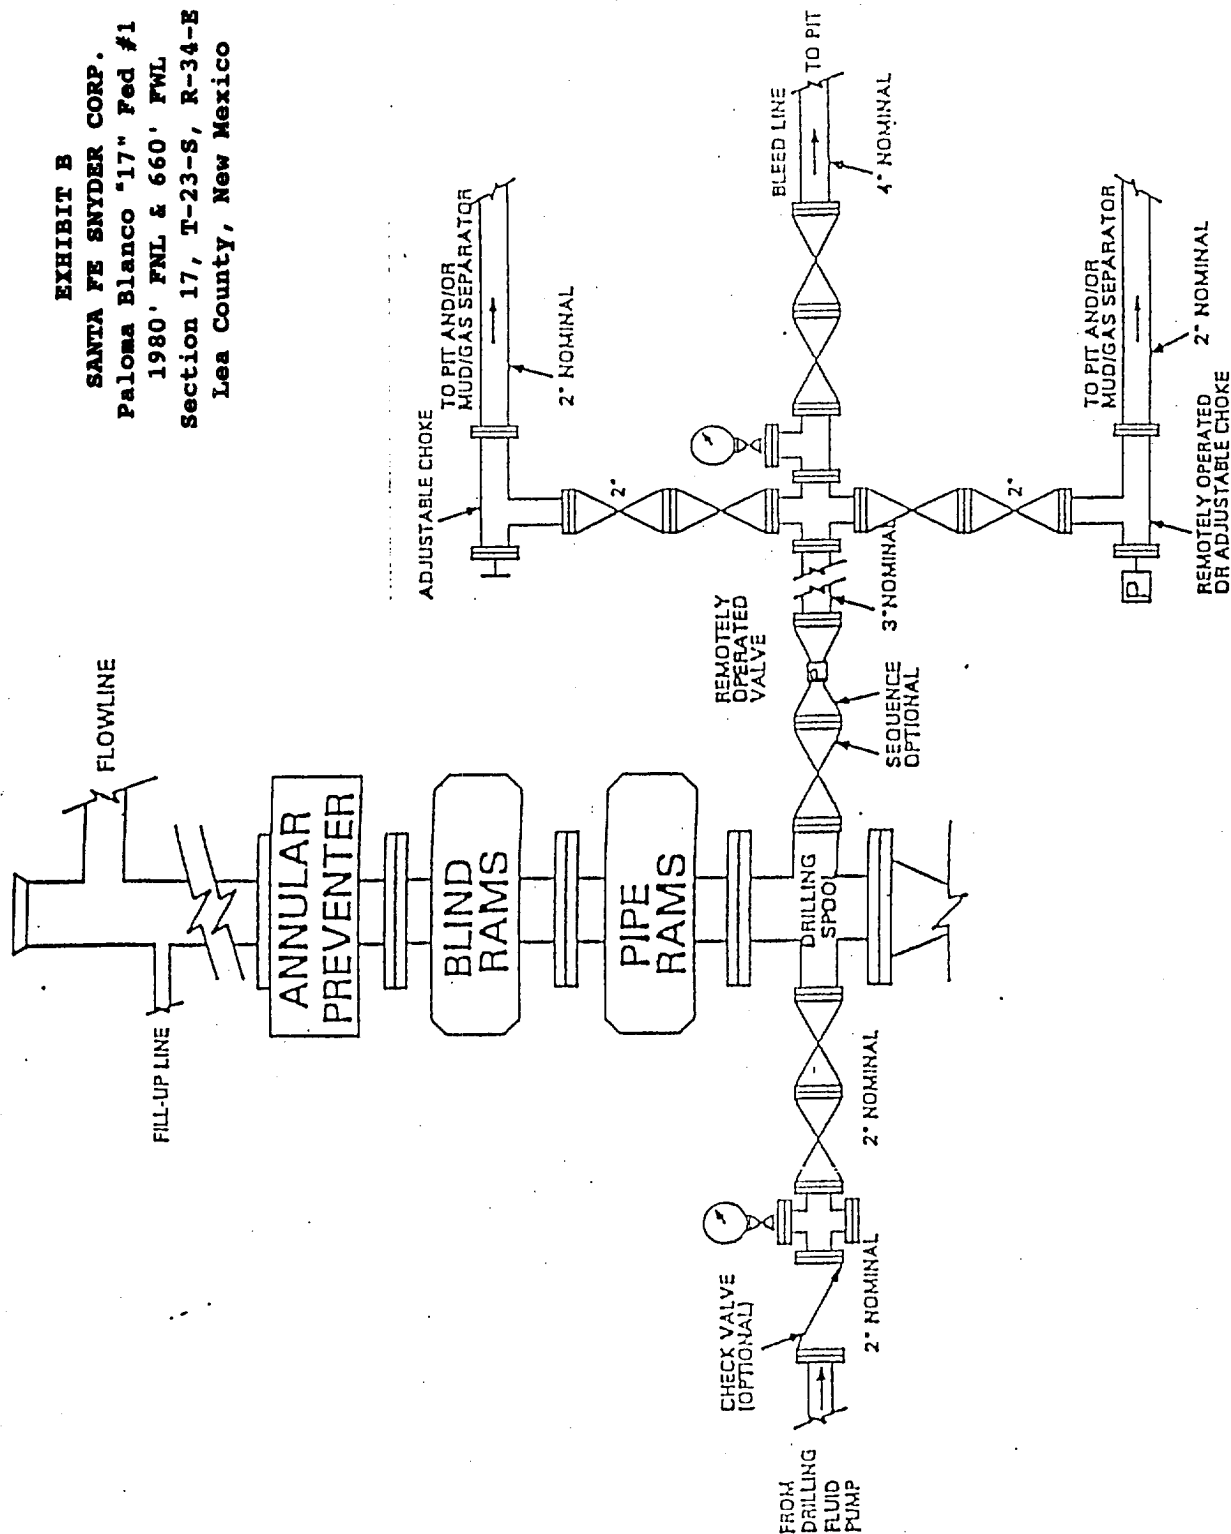 EXHIBIT B
SANTA FE SNYDER CORP.
Paloma Blanco "17" Fed #1
1980' FNL & 660' FWL
Section 17, T-23-S, R-34-E
Lea County, New Mexico
FLOWLINE
FILL-UP LINE
ANNULAR
PREVENTER
BLIND
RAMS
PIPE
RAMS
DRILLING
SPOO
ADJUSTABLE CHOKE
TO PIT AND/OR
MUD/GAS SEPARATOR
2" NOMINAL
2"
BLEED LINE
TO PIT
4" NOMINAL
REMOTELY
OPERATED
VALVE
P
3" NOMINAL
SEQUENCE
OPTIONAL
2"
TO PIT AND/OR
MUD/GAS SEPARATOR
2" NOMINAL
P
REMOTELY OPERATED
OR ADJUSTABLE CHOKE
2" NOMINAL
CHECK VALVE
(OPTIONAL)
2" NOMINAL
FROM
DRILLING
FLUID
PUMP